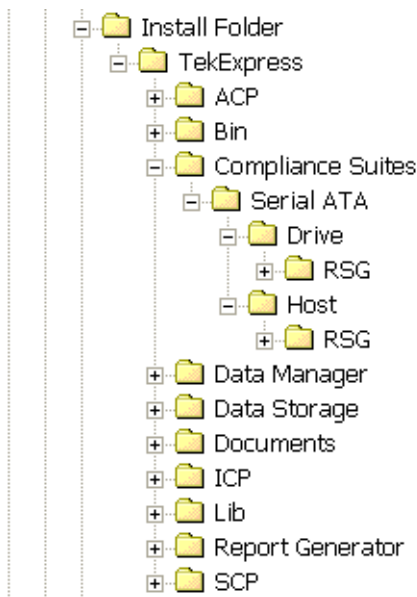 Install Folder
TekExpress
ACP
Bin
Compliance Suites
Serial ATA
Drive
RSG
Host
RSG
Data Manager
Data Storage
Documents
ICP
Lib
Report Generator
SCP